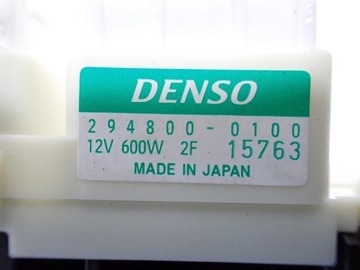 DENSO
294800-0100
12V 600W 2F 15763
MADE IN JAPAN